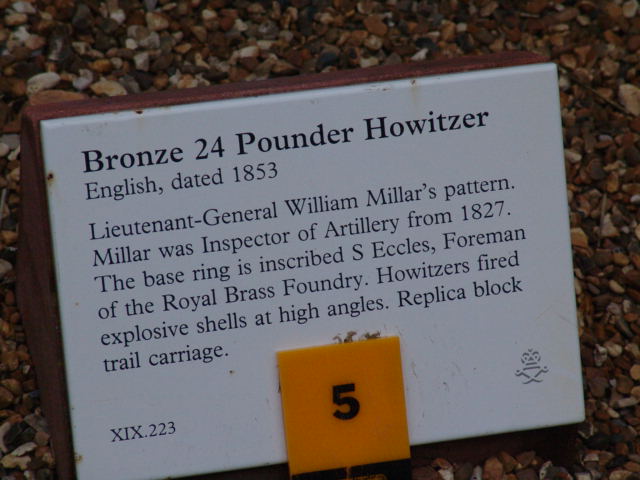 Bronze 24 Pounder Howitzer
English, dated 1853
Lieutenant-General William Millar's pattern.
Millar was Inspector of Artillery from 1827.
The base ring is inscribed S Eccles, Foreman
of the Royal Brass Foundry. Howitzers fired
explosive shells at high angles. Replica block
trail carriage.
XIX.223
5